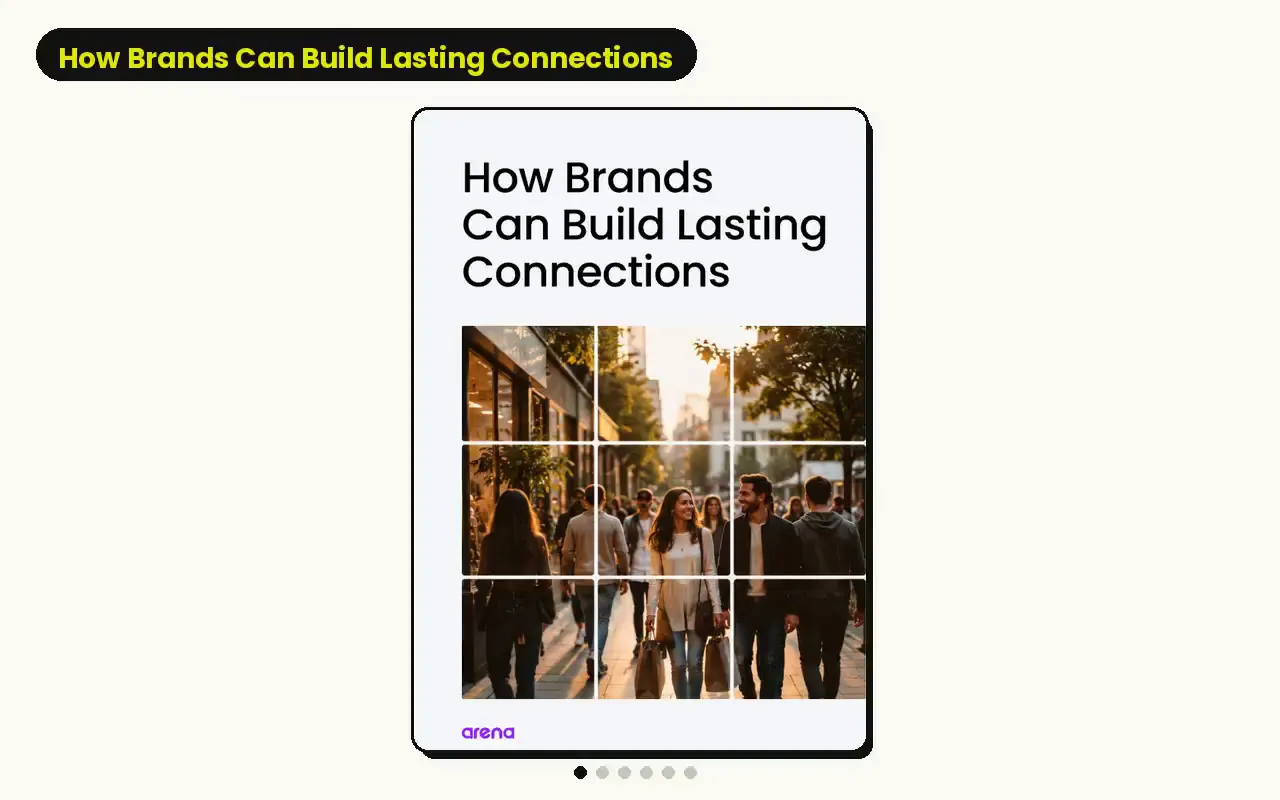 How Brands Can Build Lasting Connections
How Brands
Can Build Lasting
Connections
arena